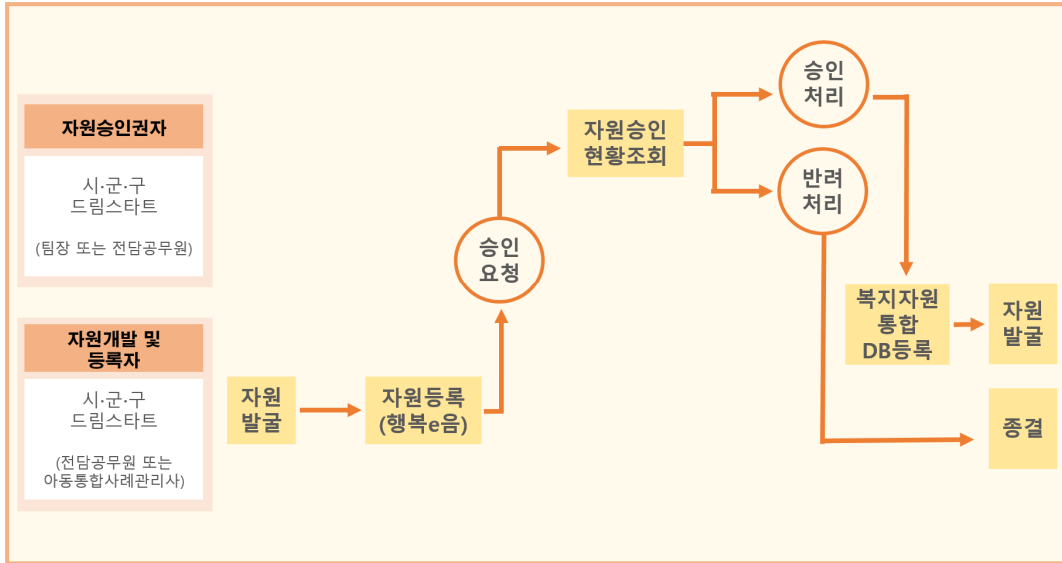 자원승인권자
시·군·구
드림스타트
(팀장 또는 전담공무원)
자원개발 및
등록자
시·군·구
드림스타트
(전담공무원 또는
아동통합사례관리사)
자원
발굴
자원등록
(행복e음)
승인
요청
자원승인
현황조회
승인
처리
반려
처리
복지자원
통합
DB등록
자원
발굴
종결